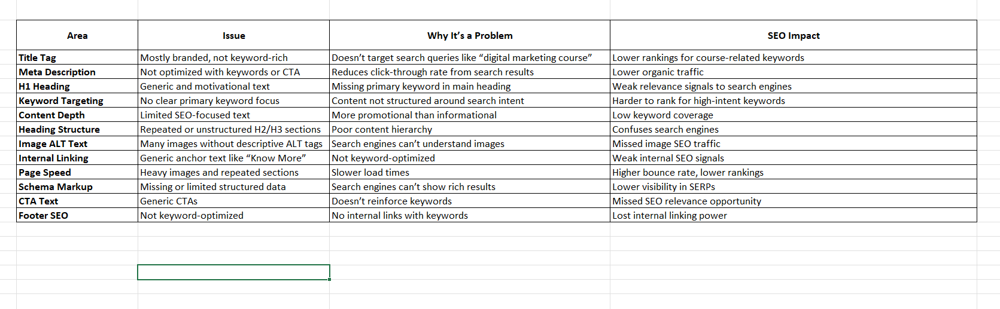 Area Issue Why It’s a Problem SEO Impact
Title Tag Mostly branded, not keyword-rich Doesn’t target search queries like “digital marketing course” Lower rankings for course-related keywords
Meta Description Not optimized with keywords or CTA Reduces click-through rate from search results Lower organic traffic
H1 Heading Generic and motivational text Missing primary keyword in main heading Weak relevance signals to search engines
Keyword Targeting No clear primary keyword focus Content not structured around search intent Harder to rank for high-intent keywords
Content Depth Limited SEO-focused text More promotional than informational Low keyword coverage
Heading Structure Repeated or unstructured H2/H3 sections Poor content hierarchy Confuses search engines
Image ALT Text Many images without descriptive ALT tags Search engines can’t understand images Missed image SEO traffic
Internal Linking Generic anchor text like “Know More” Not keyword-optimized Weak internal SEO signals
Page Speed Heavy images and repeated sections Slower load times Higher bounce rate, lower rankings
Schema Markup Missing or limited structured data Search engines can’t show rich results Lower visibility in SERPs
CTA Text Generic CTAs Doesn’t reinforce keywords Missed SEO relevance opportunity
Footer SEO Not keyword-optimized No internal links with keywords Lost internal linking power